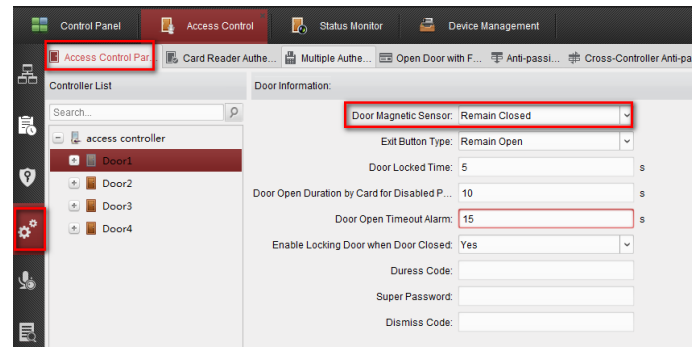 Control Panel Access Control Status Monitor Device Management
Access Control Par... Card Reader Authe... Multiple Authe... Open Door with F... Anti-passi... Cross-Controller Anti-pa
Controller List
Search...
access controller
Door1
Door2
Door3
Door4
Door Information:
Door Magnetic Sensor: Remain Closed
Exit Button Type: Remain Open
Door Locked Time: 5 s
Door Open Duration by Card for Disabled P... 10 s
Door Open Timeout Alarm: 15 s
Enable Locking Door when Door Closed: Yes
Duress Code:
Super Password:
Dismiss Code: